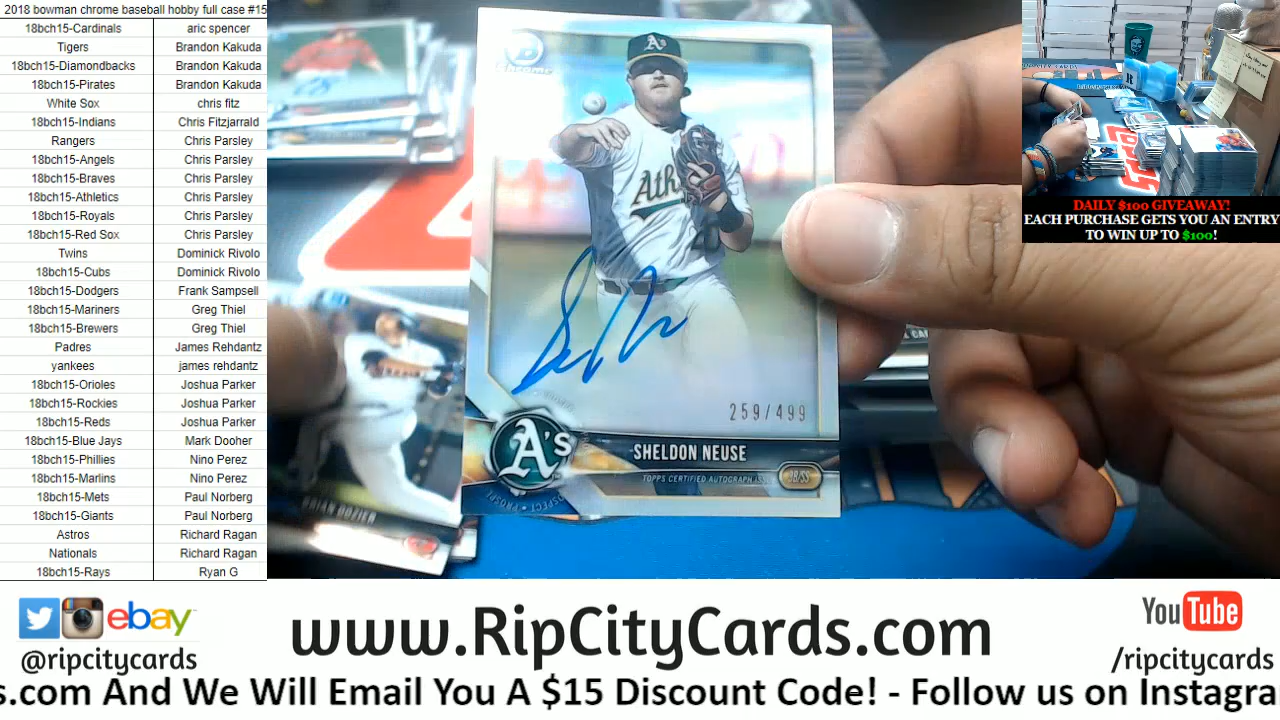 2018 bowman chrome baseball hobby full case #15
18bch15-Cardinals aric spencer
Tigers Brandon Kakuda
18bch15-Diamondbacks Brandon Kakuda
18bch15-Pirates Brandon Kakuda
White Sox chris fitz
18bch15-Indians Chris Fitzjarrald
Rangers Chris Parsley
18bch15-Angels Chris Parsley
18bch15-Braves Chris Parsley
18bch15-Athletics Chris Parsley
18bch15-Royals Chris Parsley
18bch15-Red Sox Chris Parsley
Twins Dominick Rivolo
18bch15-Cubs Dominick Rivolo
18bch15-Dodgers Frank Sampsell
18bch15-Mariners Greg Thiel
18bch15-Brewers Greg Thiel
Padres James Rehdantz
yankees james rehdantz
18bch15-Orioles Joshua Parker
18bch15-Rockies Joshua Parker
18bch15-Reds Joshua Parker
18bch15-Blue Jays Mark Dooher
18bch15-Phillies Nino Perez
18bch15-Marlins Nino Perez
18bch15-Mets Paul Norberg
18bch15-Giants Paul Norberg
Astros Richard Ragan
Nationals Richard Ragan
18bch15-Rays Ryan G
B
Chrome
A's
Ath
259/499
A's
SHELDON NEUSE
TOPPS CERTIFIED AUTOGRAPH ISSUE
3B/SS
PROSPECT • PROSPECT
BRIAN DOZIER
DAILY $100 GIVEAWAY!
EACH PURCHASE GETS YOU AN ENTRY
TO WIN UP TO $100!
ebay
@ripcitycards
www.RipCityCards.com
YouTube
/ripcitycards
s.com And We Will Email You A $15 Discount Code! - Follow us on Instagra